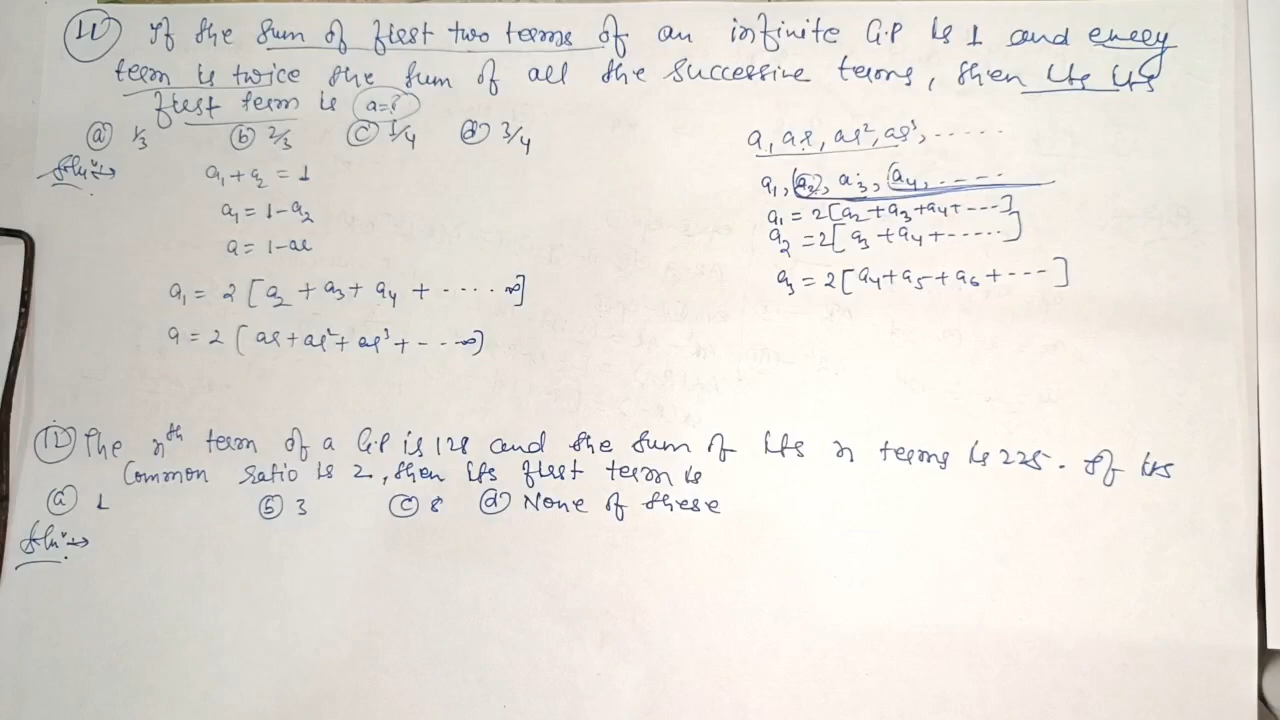 11) If the sum of first two terms of an infinite G.P is 1 and every
term is twice the sum of all the successive terms, then its its
first term is a=?
(a) 1/3 (b) 2/3 (c) 1/4 (d) 3/4
Solu:→
a₁ + a₂ = 1
a₁ = 1-a₂
a = 1-ar
a₁ = 2 [a₂ + a₃ + a₄ + ..... ∞]
a = 2 (ar+ar²+ar³+ - - - ∞)
a, ar, ar², ar³, ......
a₁, a₂, a₃, a₄, .....
a₁ = 2[a₂+a₃+a₄+ ---]
a₂ = 2[a₃ + a₄ + ......]
a₃ = 2[a₄+a₅+a₆+ ---]
12) The nᵗʰ term of a G.P is 128 and the sum of its n terms is 225. If its
Common ratio is 2, then its first term is
(a) 1 (b) 3 (c) 8 (d) None of these
Solu:→